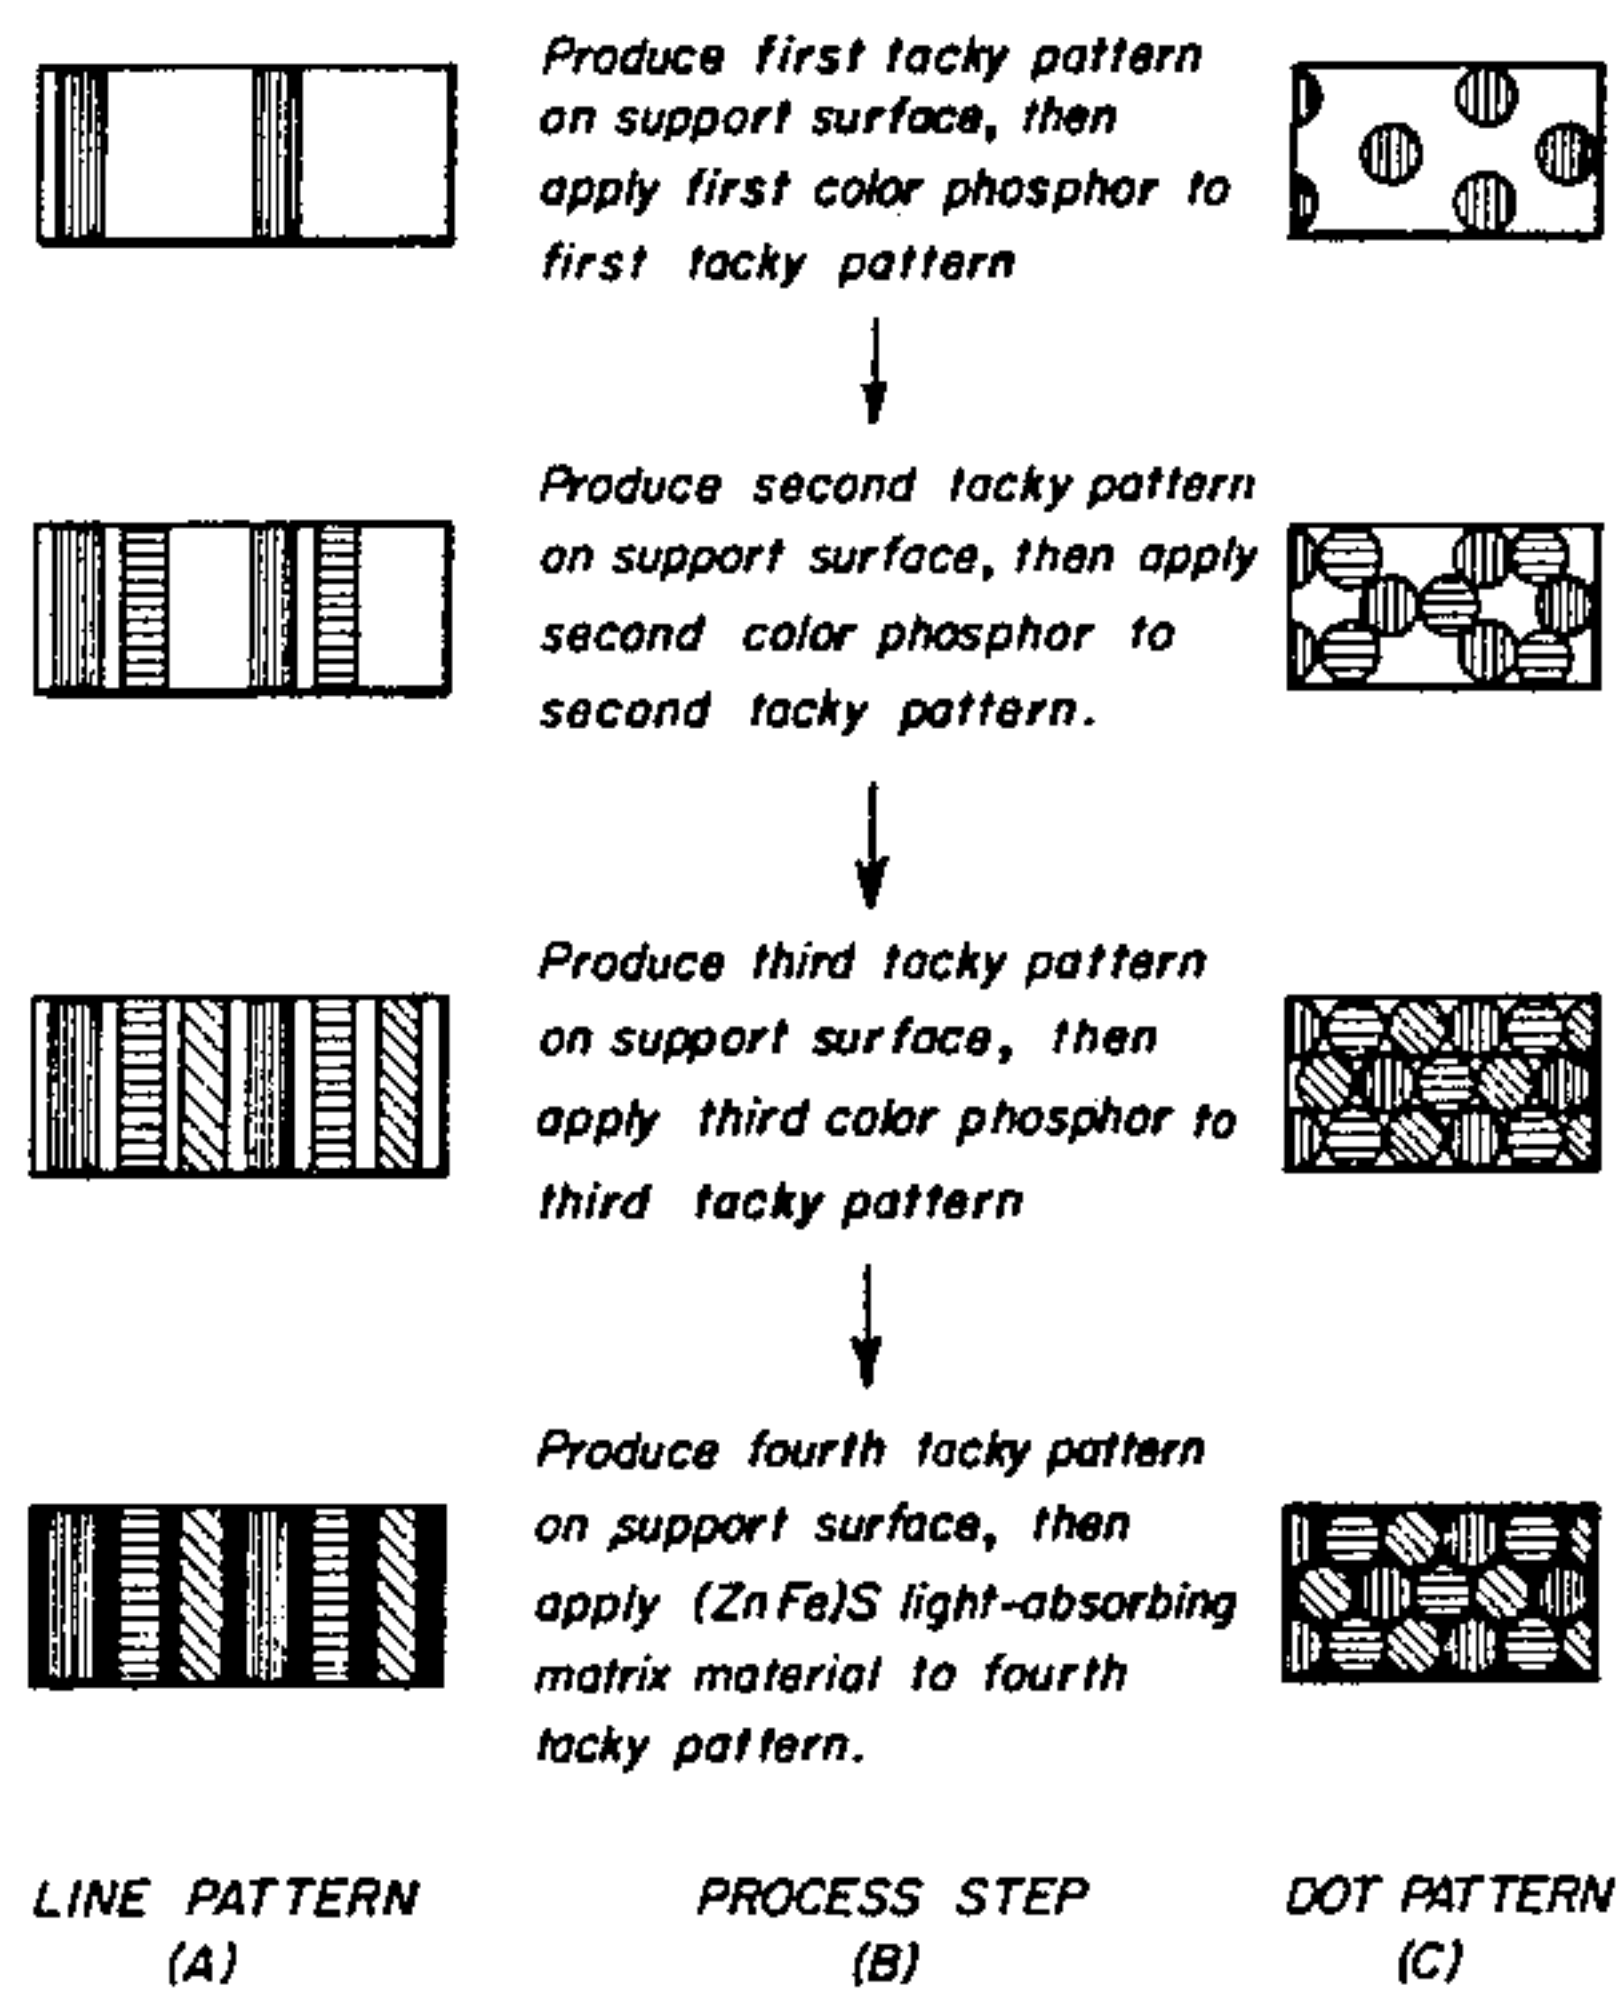 Produce first tacky pattern
on support surface, then
apply first color phosphor to
first tacky pattern
Produce second tacky pattern
on support surface, then apply
second color phosphor to
second tacky pattern.
Produce third tacky pattern
on support surface, then
apply third color phosphor to
third tacky pattern
Produce fourth tacky pattern
on support surface, then
apply (ZnFe)S light-absorbing
matrix material to fourth
tacky pattern.
LINE PATTERN
(A)
PROCESS STEP
(B)
DOT PATTERN
(C)